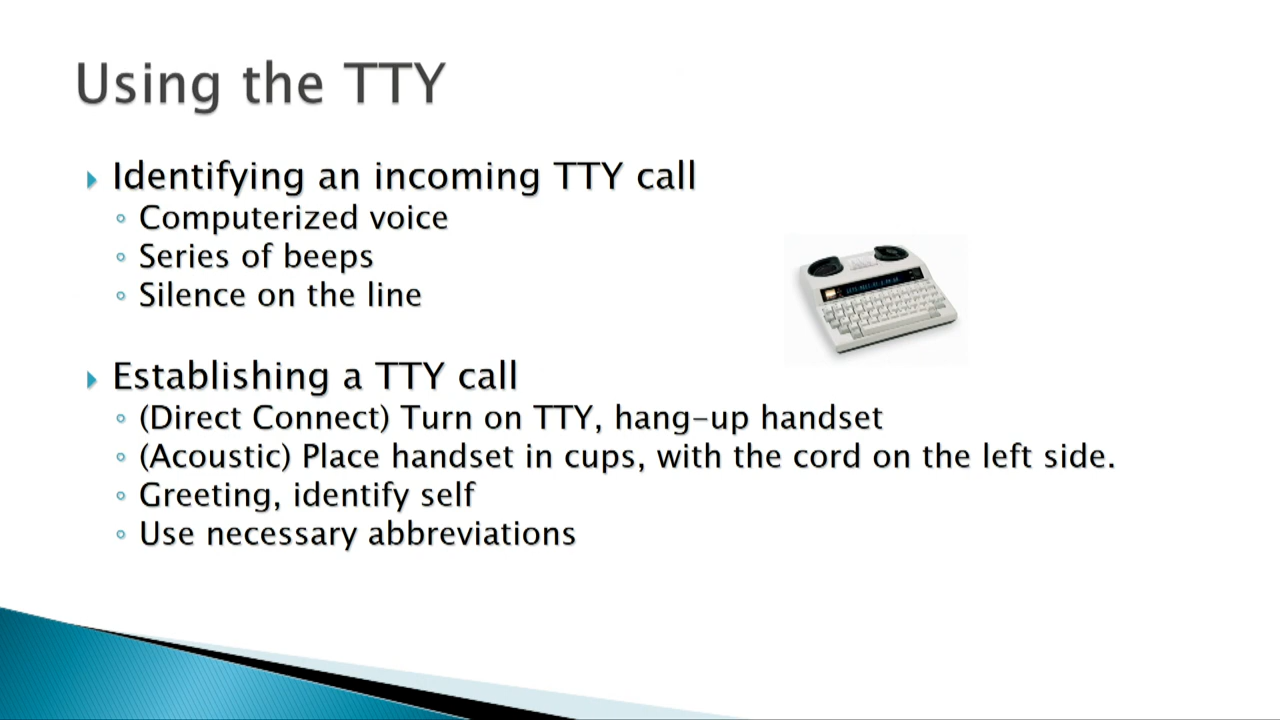 Using the TTY
Identifying an incoming TTY call
Computerized voice
Series of beeps
Silence on the line
Establishing a TTY call
(Direct Connect) Turn on TTY, hang-up handset
(Acoustic) Place handset in cups, with the cord on the left side.
Greeting, identify self
Use necessary abbreviations